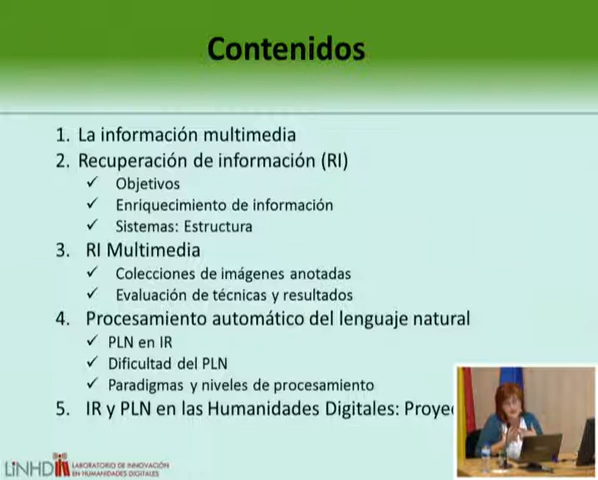 Contenidos
1. La información multimedia
2. Recuperación de información (RI)
✓ Objetivos
✓ Enriquecimiento de información
✓ Sistemas: Estructura
3. RI Multimedia
✓ Colecciones de imágenes anotadas
✓ Evaluación de técnicas y resultados
4. Procesamiento automático del lenguaje natural
✓ PLN en IR
✓ Dificultad del PLN
✓ Paradigmas y niveles de procesamiento
5. IR y PLN en las Humanidades Digitales: Proye
LINHD
LABORATORIO DE INNOVACIÓN
EN HUMANIDADES DIGITALES